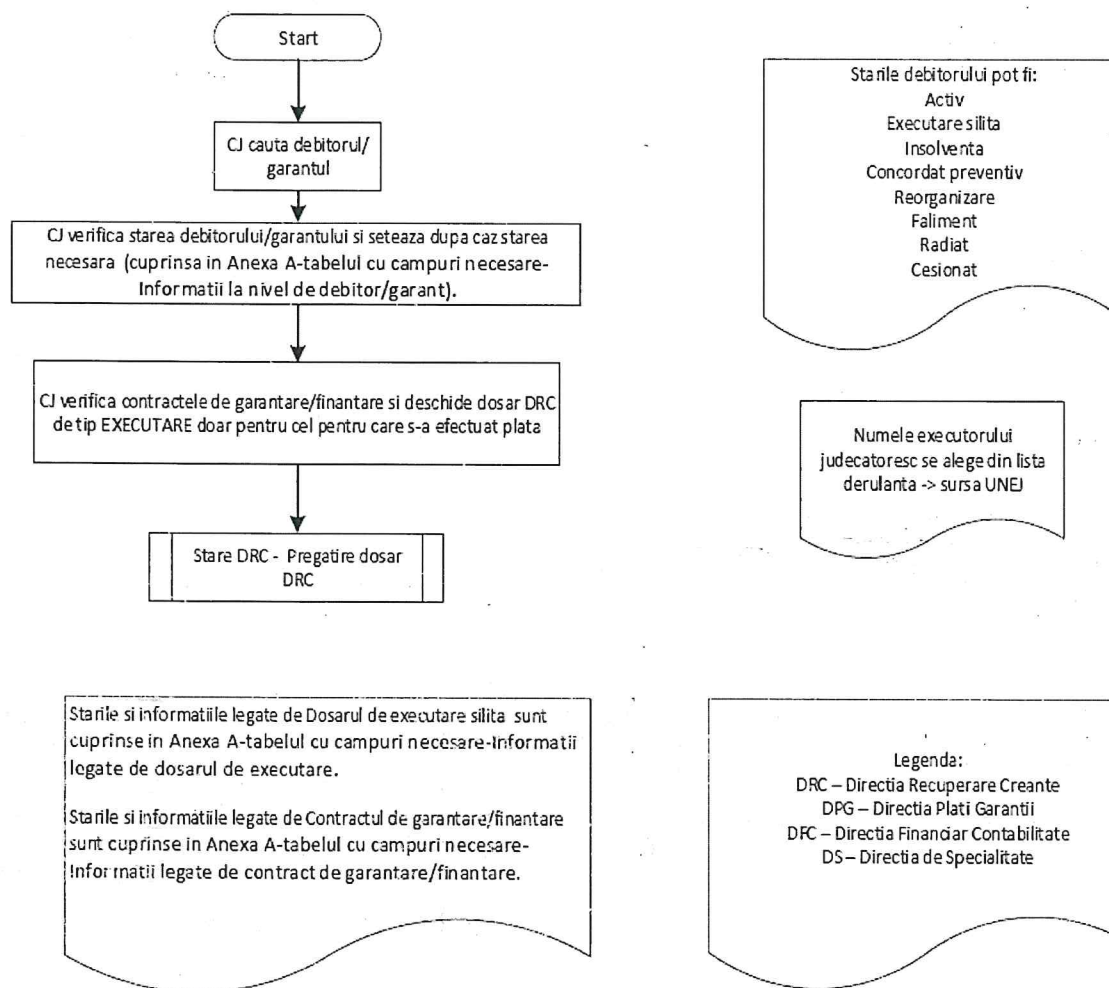 Start
CJ cauta debitorul/
garantul
CJ verifica starea debitorului/garantului si seteaza dupa caz starea
necesara (cuprinsa in Anexa A-tabelul cu campuri necesare-
Informatii la nivel de debitor/garant).
CJ verifica contractele de garantare/finantare si deschide dosar DRC
de tip EXECUTARE doar pentru cel pentru care s-a efectuat plata
Stare DRC - Pregatire dosar
DRC
Starile debitorului pot fi:
Activ
Executare silita
Insolventa
Concordat preventiv
Reorganizare
Faliment
Radiat
Cesionat
Numele executorului
judecatoresc se alege din lista
derulanta -> sursa UNEJ
Starile si informatiile legate de Dosarul de executare silita sunt
cuprinse in Anexa A-tabelul cu campuri necesare-Informatii
legate de dosarul de executare.
Starile si informatiile legate de Contractul de garantare/finantare
sunt cuprinse in Anexa A-tabelul cu campuri necesare-
Informatii legate de contract de garantare/finantare.
Legenda:
DRC – Directia Recuperare Creante
DPG – Directia Plati Garantii
DFC – Directia Financiar Contabilitate
DS – Directia de Specialitate